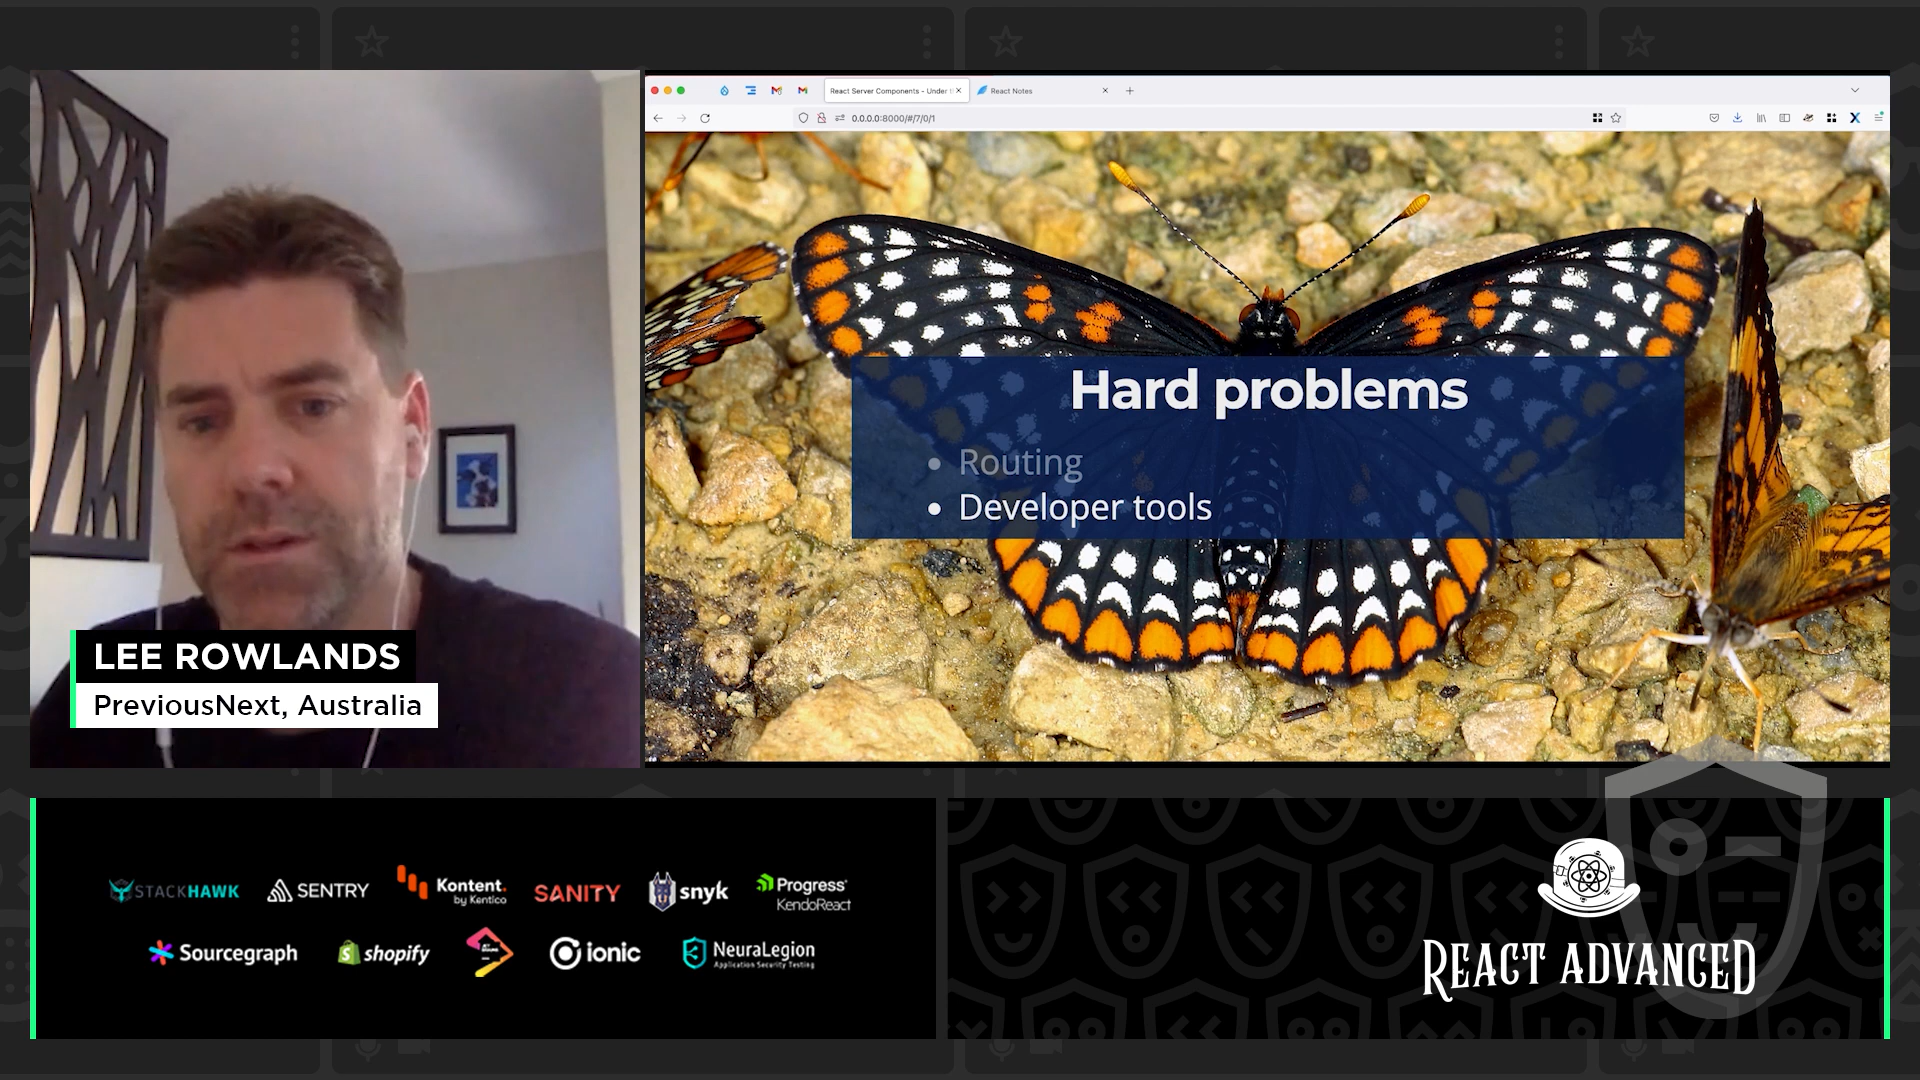 React Server Components - Under t
React Notes
0.0.0.0:8000/#/7/0/1
Hard problems
Routing
Developer tools
LEE ROWLANDS
PreviousNext, Australia
STACKHAWK
SENTRY
Kontent.
by Kentico
SANITY
snyk
Progress
KendoReact
Sourcegraph
shopify
ionic
NeuraLegion
Application Security Testing
REACT ADVANCED